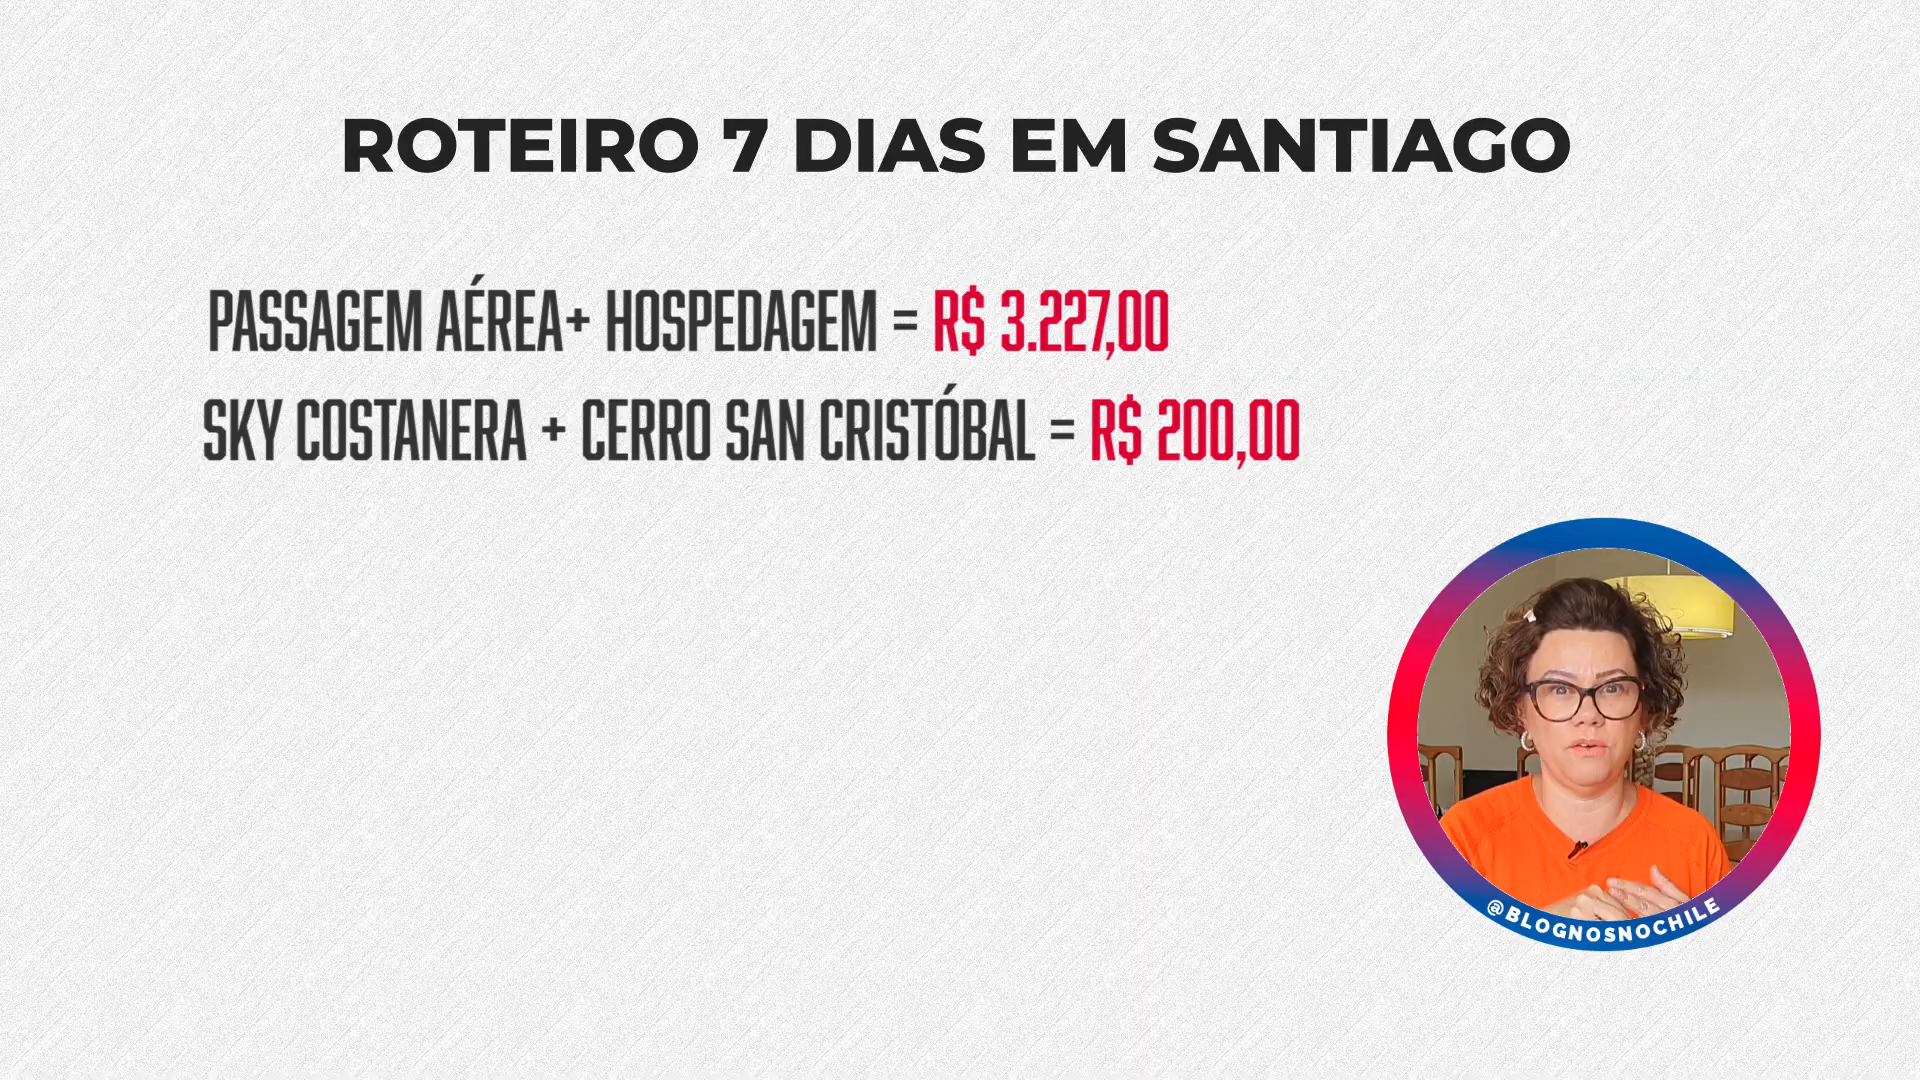 ROTEIRO 7 DIAS EM SANTIAGO
PASSAGEM AÉREA+ HOSPEDAGEM = R$ 3.227,00
SKY COSTANERA + CERRO SAN CRISTÓBAL = R$ 200,00
@BLOGNOSNOCHILE